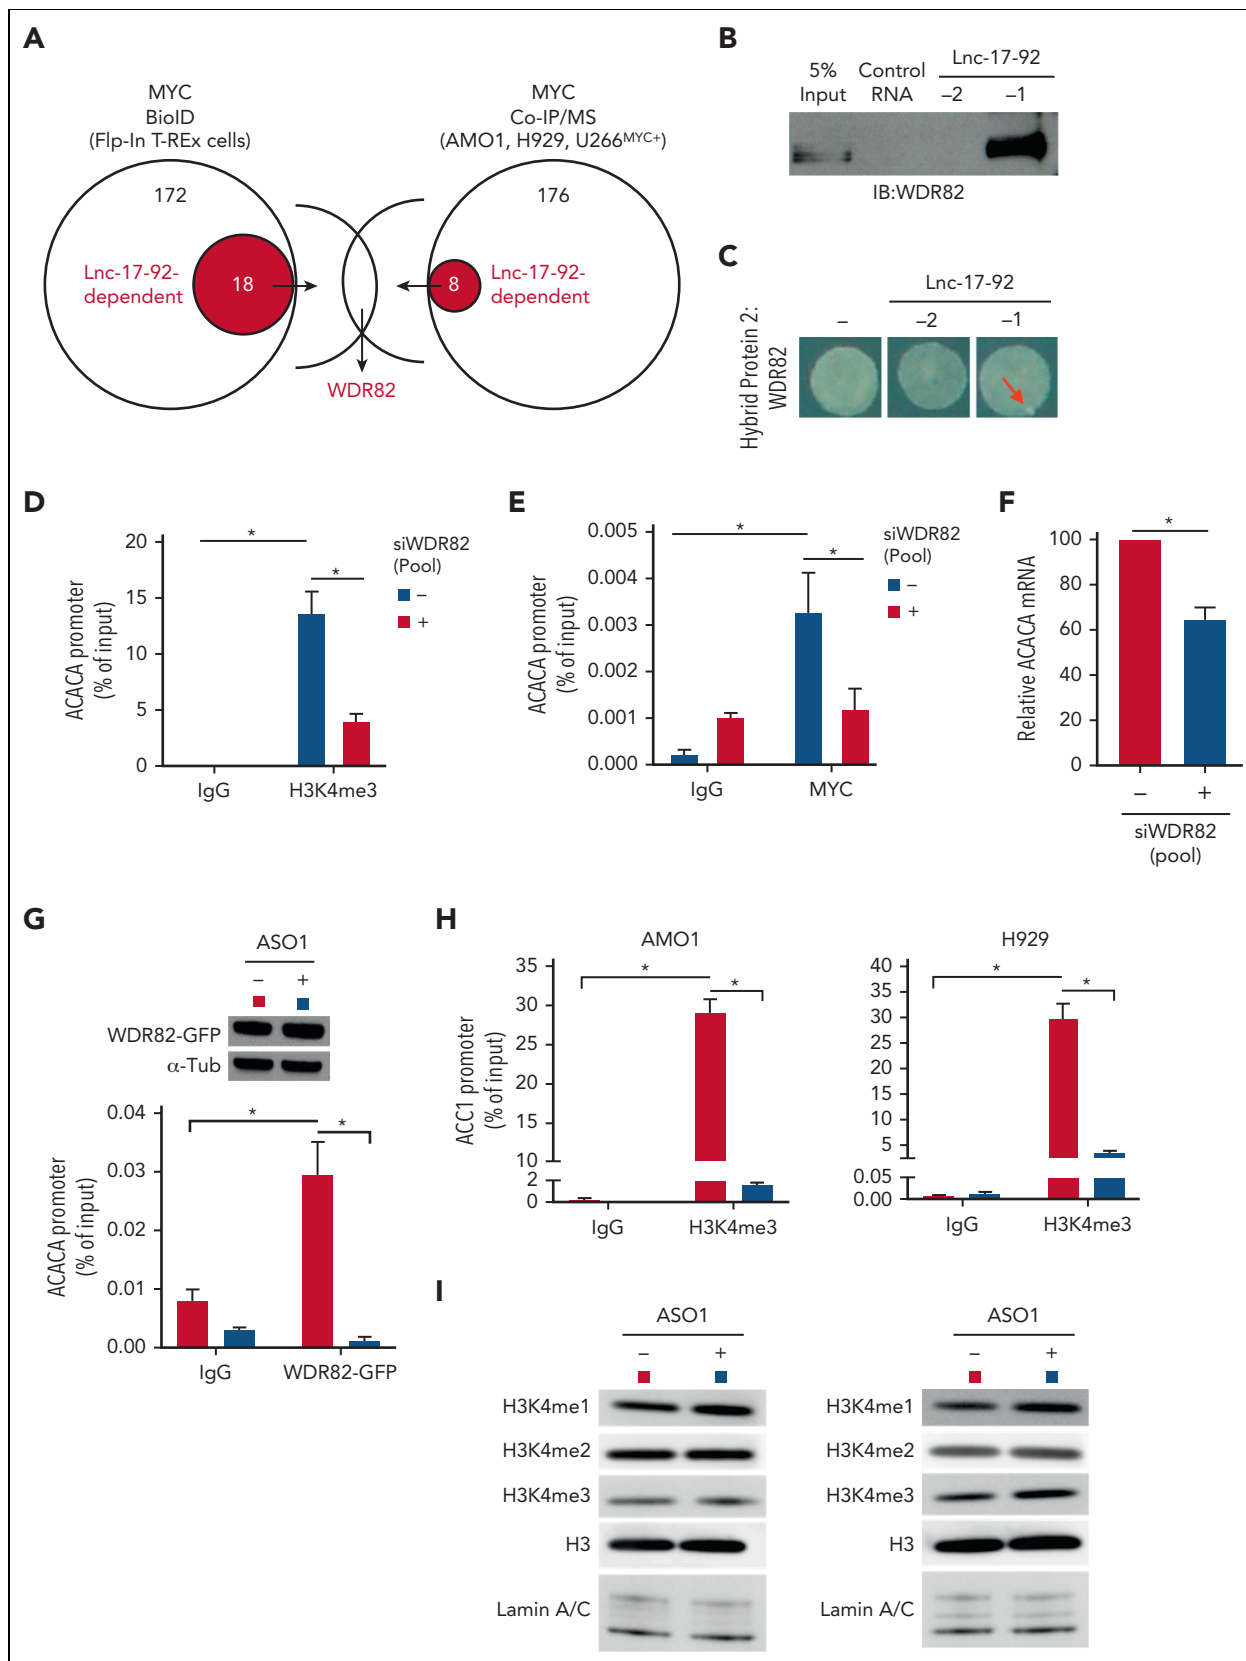 A
MYC
BioID
(Flp-In T-REx cells)
MYC
Co-IP/MS
(AMO1, H929, U266MYC+)
172
176
Lnc-17-92-
dependent
18
8
Lnc-17-92-
dependent
WDR82
B
5%
Input
Control
RNA
Lnc-17-92
–2
–1
IB:WDR82
C
Lnc-17-92
–
–2
–1
Hybrid Protein 2:
WDR82
D
siWDR82
(Pool)
–
+
ACACA promoter
(% of input)
20
15
10
5
0
*
*
IgG
H3K4me3
E
siWDR82
(Pool)
–
+
ACACA promoter
(% of input)
0.005
0.004
0.003
0.002
0.001
0.000
*
*
IgG
MYC
F
Relative ACACA mRNA
100
80
60
40
20
0
*
–
+
siWDR82
(pool)
G
ASO1
–
+
WDR82-GFP
α-Tub
ACACA promoter
(% of input)
0.04
0.03
0.02
0.01
0.00
*
*
IgG
WDR82-GFP
H
AMO1
ACC1 promoter
(% of input)
35
30
25
20
15
10
2
0
*
*
IgG
H3K4me3
H929
40
35
30
25
20
15
10
5
0.05
0.00
*
*
IgG
H3K4me3
I
ASO1
–
+
H3K4me1
H3K4me2
H3K4me3
H3
Lamin A/C
ASO1
–
+
H3K4me1
H3K4me2
H3K4me3
H3
Lamin A/C